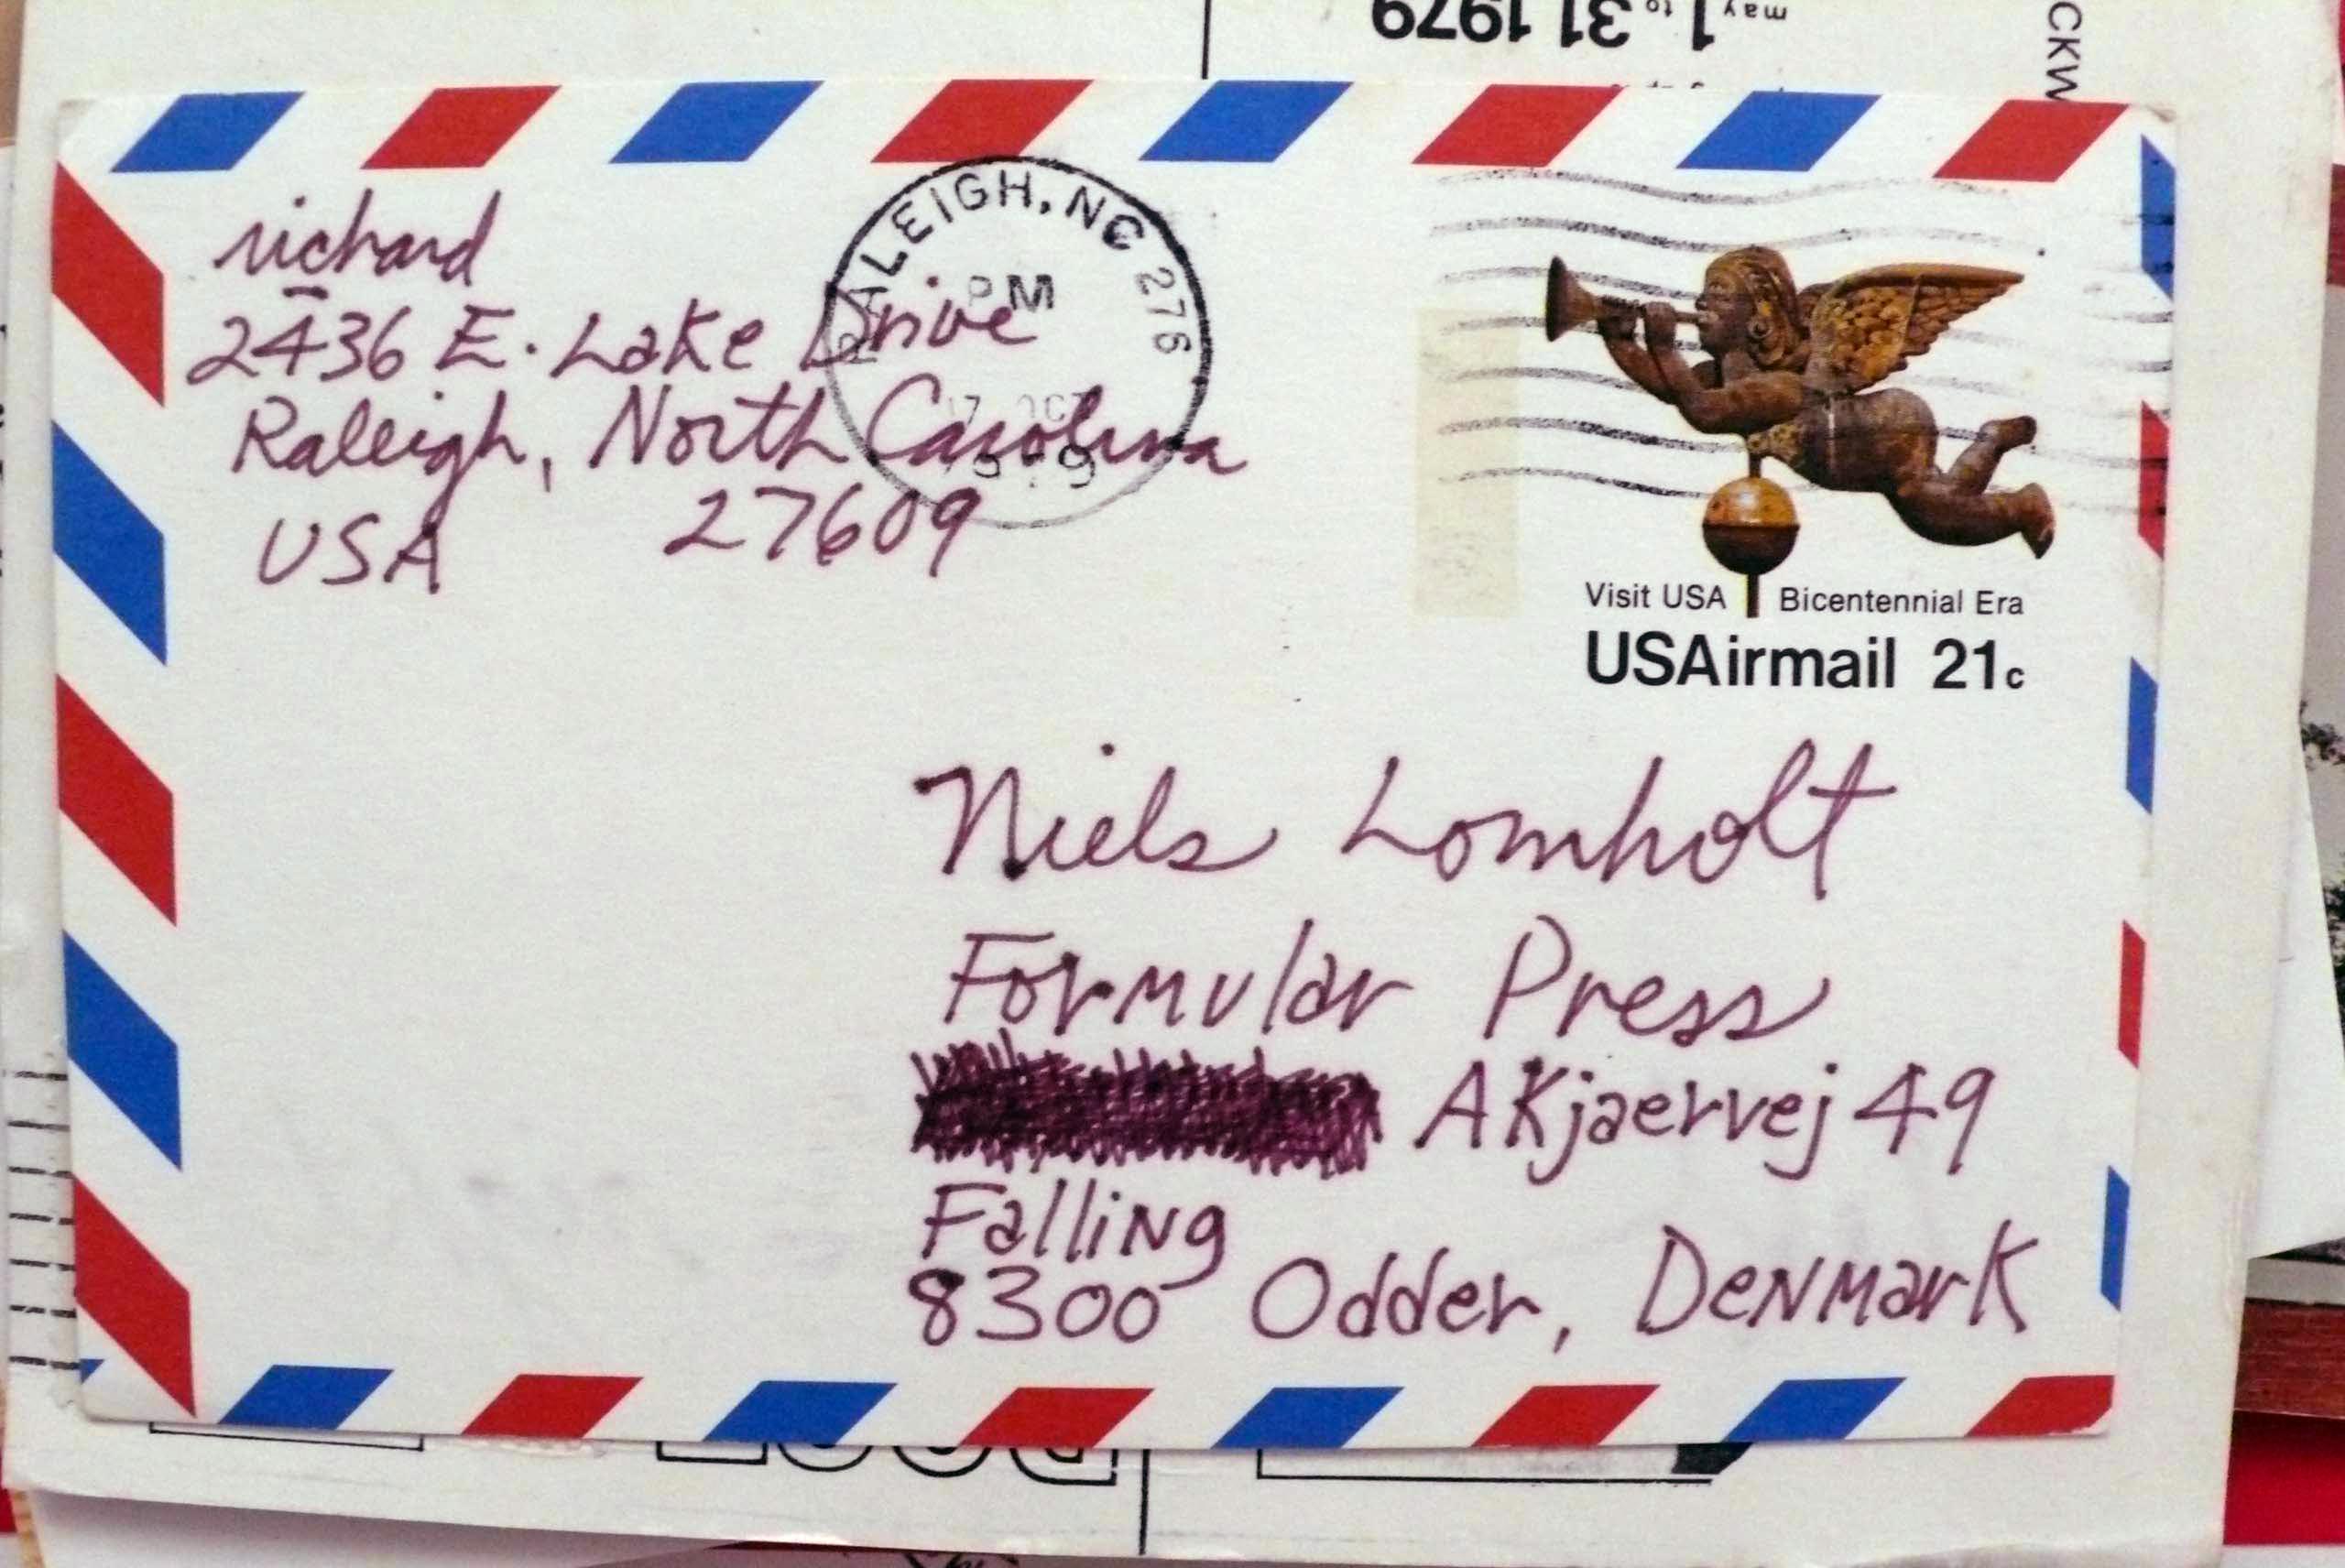 may 1 to 31 1979
CKW
richard
2436 E. Lake Drive
Raleigh, North Carolina
USA 27609
RALEIGH, NC 276
PM
17 OCT
1979
Visit USA Bicentennial Era
USAirmail 21c
Niels Lomholt
Formular Press
AKjaervej 49
Falling
8300 Odder, Denmark